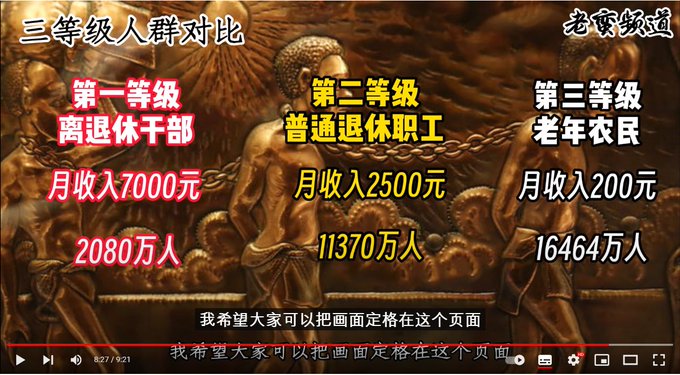 三等级人群对比
老蛮频道
第一等级
离退休干部
月收入7000元
2080万人
第二等级
普通退休职工
月收入2500元
11370万人
第三等级
老年农民
月收入200元
16464万人
我希望大家可以把画面定格在这个页面
我希望大家可以把画面定格在这个页面
8:27 / 9:21